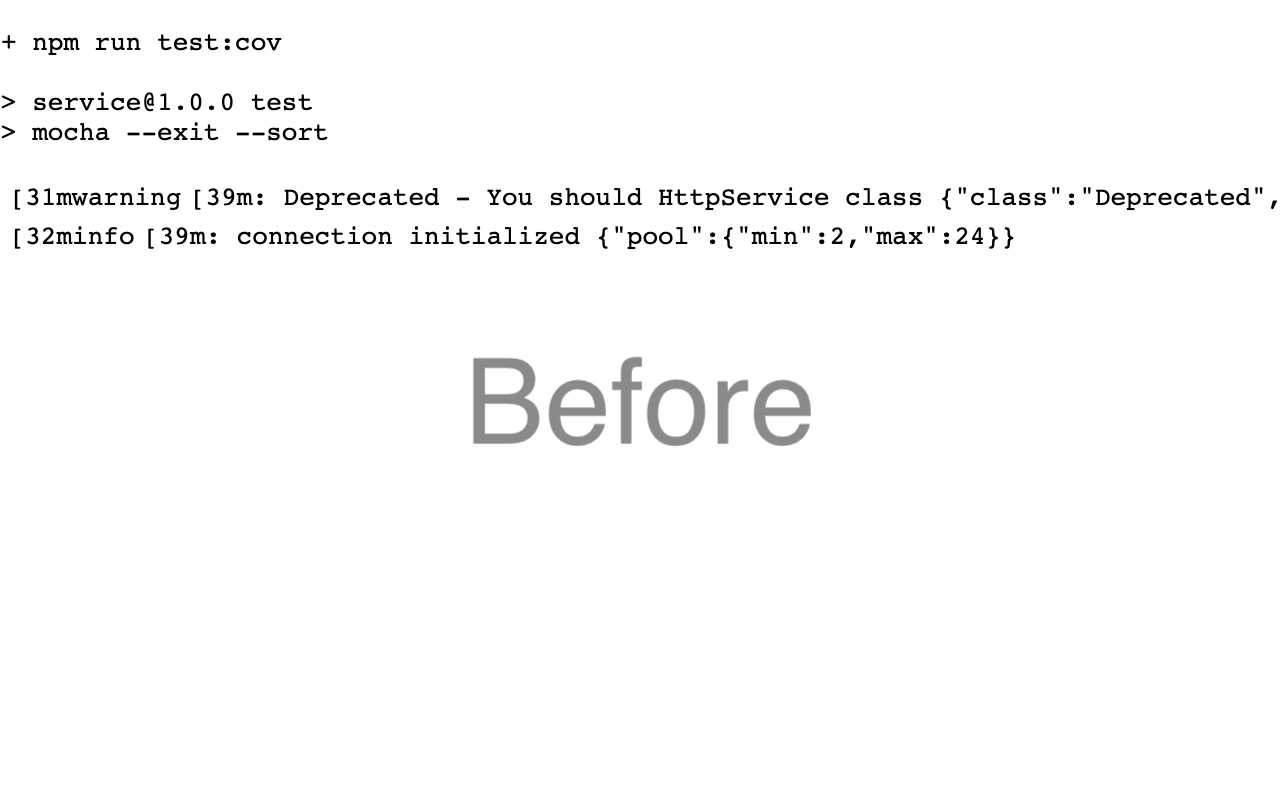 + npm run test:cov
> service@1.0.0 test
> mocha --exit --sort
[31mwarning [39m: Deprecated - You should HttpService class {"class":"Deprecated",
[32minfo [39m: connection initialized {"pool":{"min":2,"max":24}}
Before